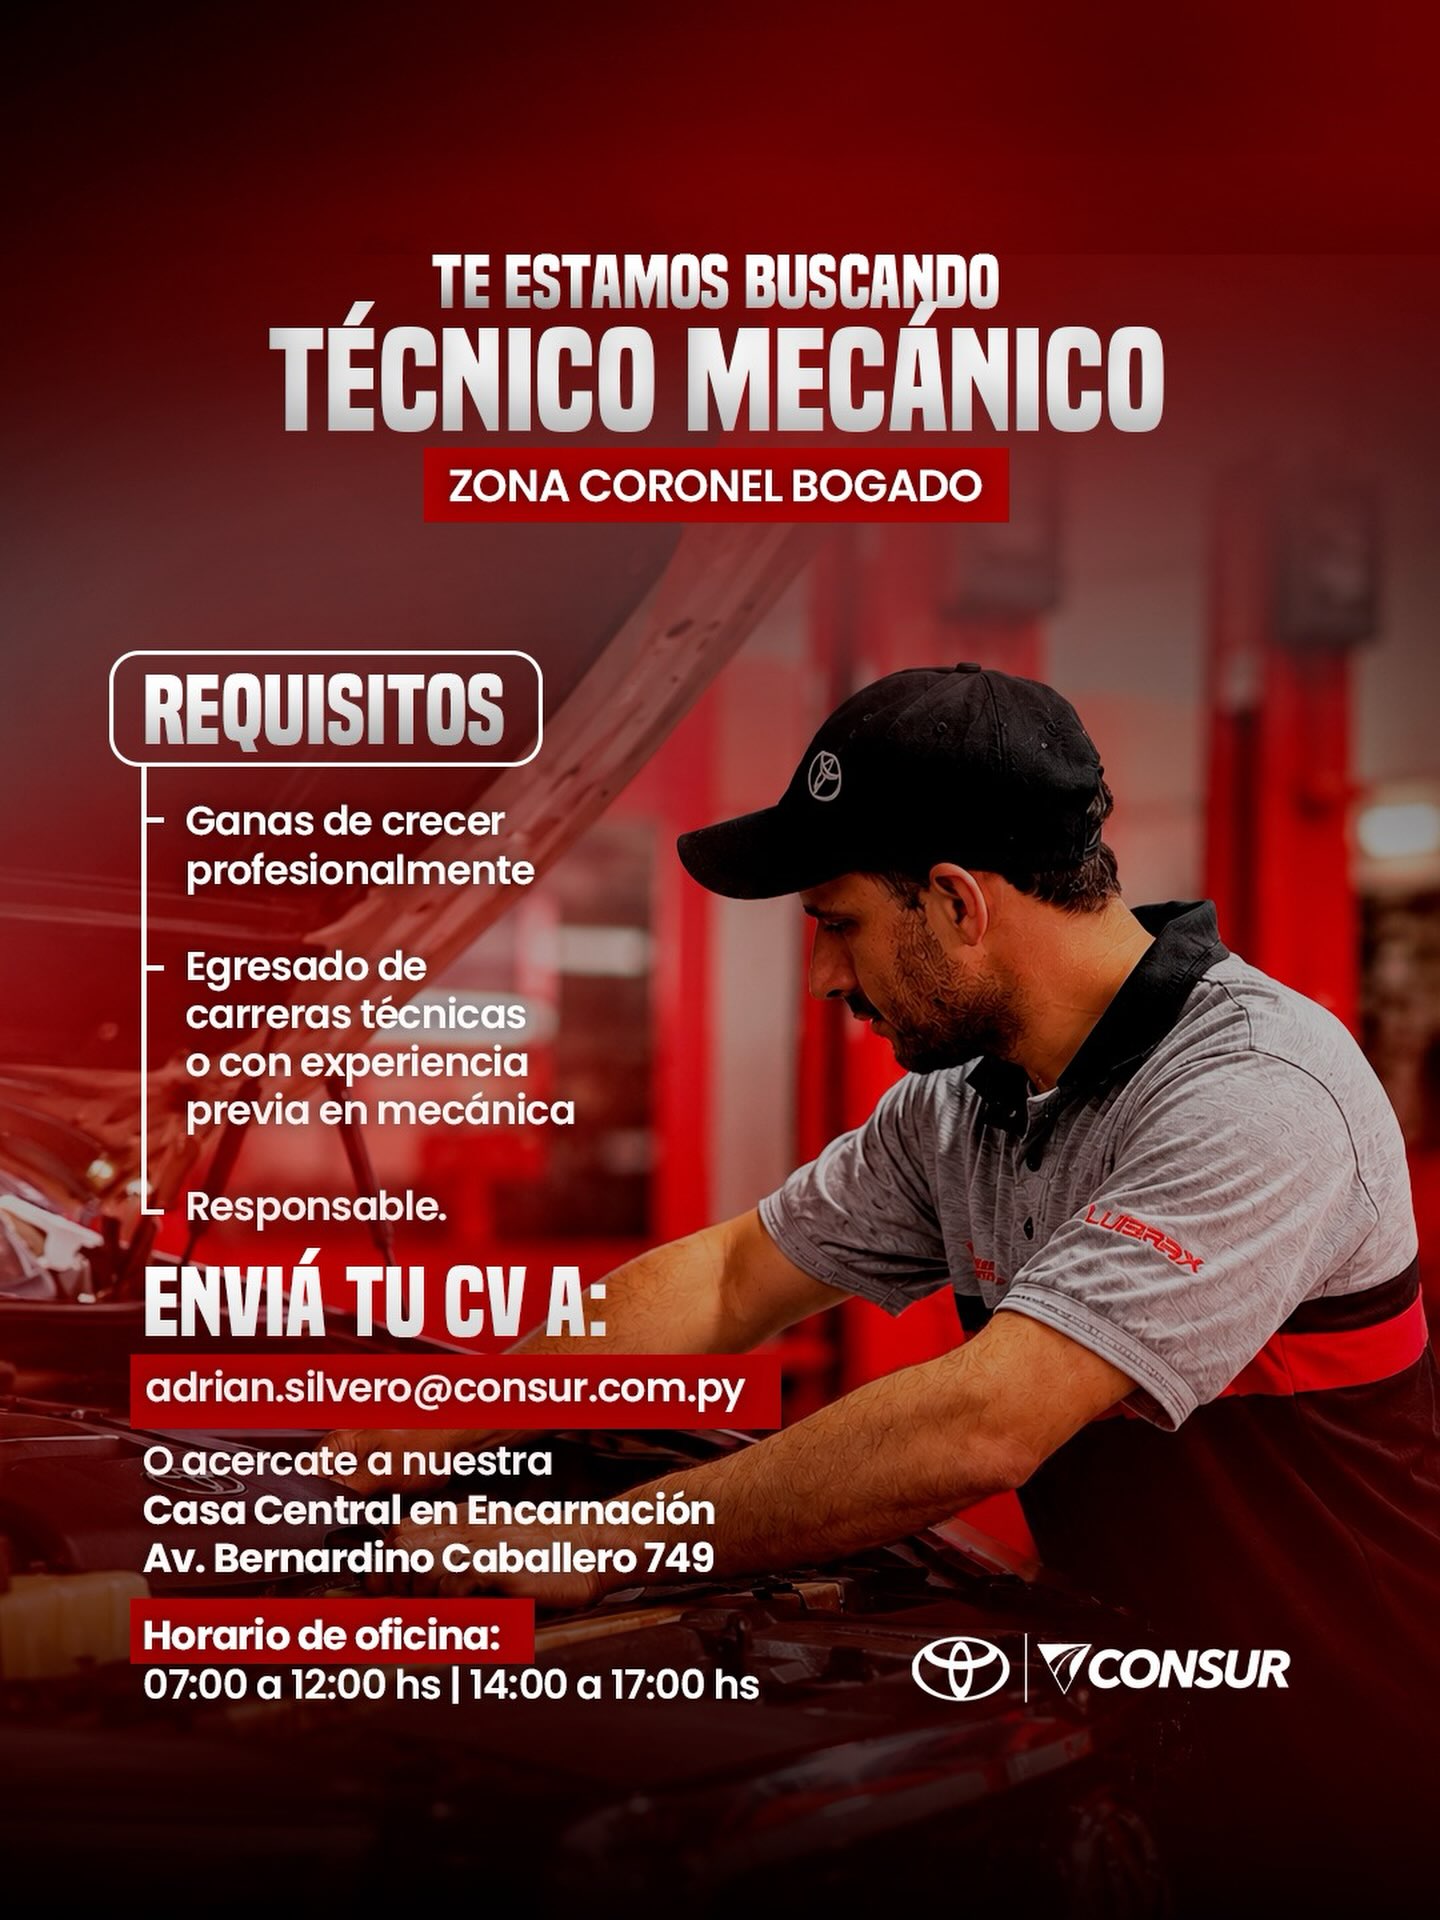 TE ESTAMOS BUSCANDO
TÉCNICO MECÁNICO
ZONA CORONEL BOGADO
REQUISITOS
Ganas de crecer
profesionalmente
Egresado de
carreras técnicas
o con experiencia
previa en mecánica
Responsable.
LUBRAX
ENVIÁ TU CV A:
adrian.silvero@consur.com.py
O acercate a nuestra
Casa Central en Encarnación
Av. Bernardino Caballero 749
Horario de oficina:
07:00 a 12:00 hs | 14:00 a 17:00 hs
CONSUR